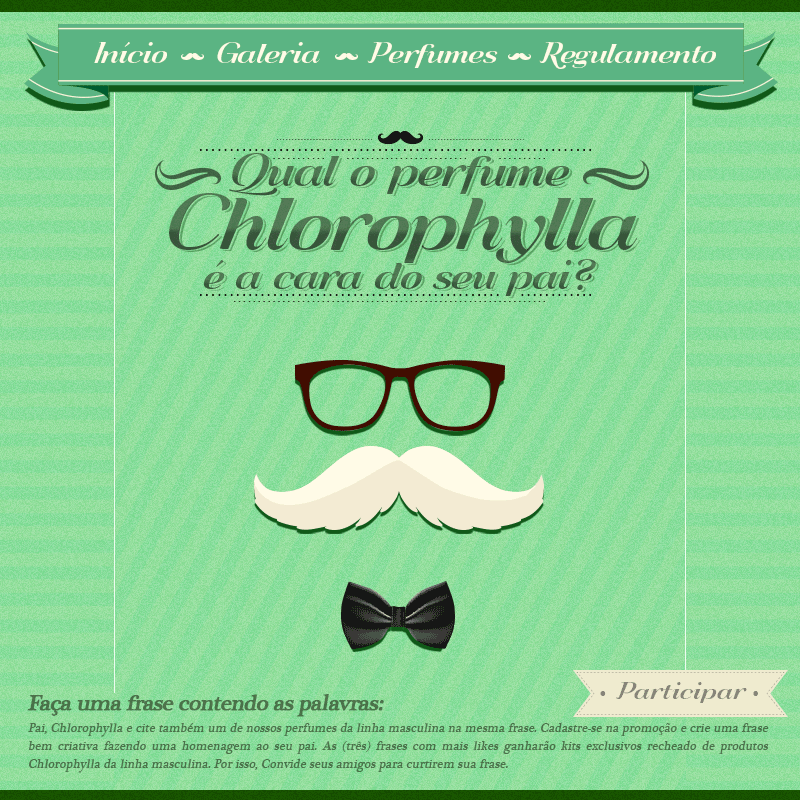 Início Galeria Perfumes Regulamento
Qual o perfume
Chlorophylla
é a cara do seu pai?
• Participar •
Faça uma frase contendo as palavras:
Pai, Chlorophylla e cite também um de nossos perfumes da linha masculina na mesma frase. Cadastre-se na promoção e crie uma frase
bem criativa fazendo uma homenagem ao seu pai. As (três) frases com mais likes ganharão kits exclusivos recheado de produtos
Chlorophylla da linha masculina. Por isso, Convide seus amigos para curtirem sua frase.